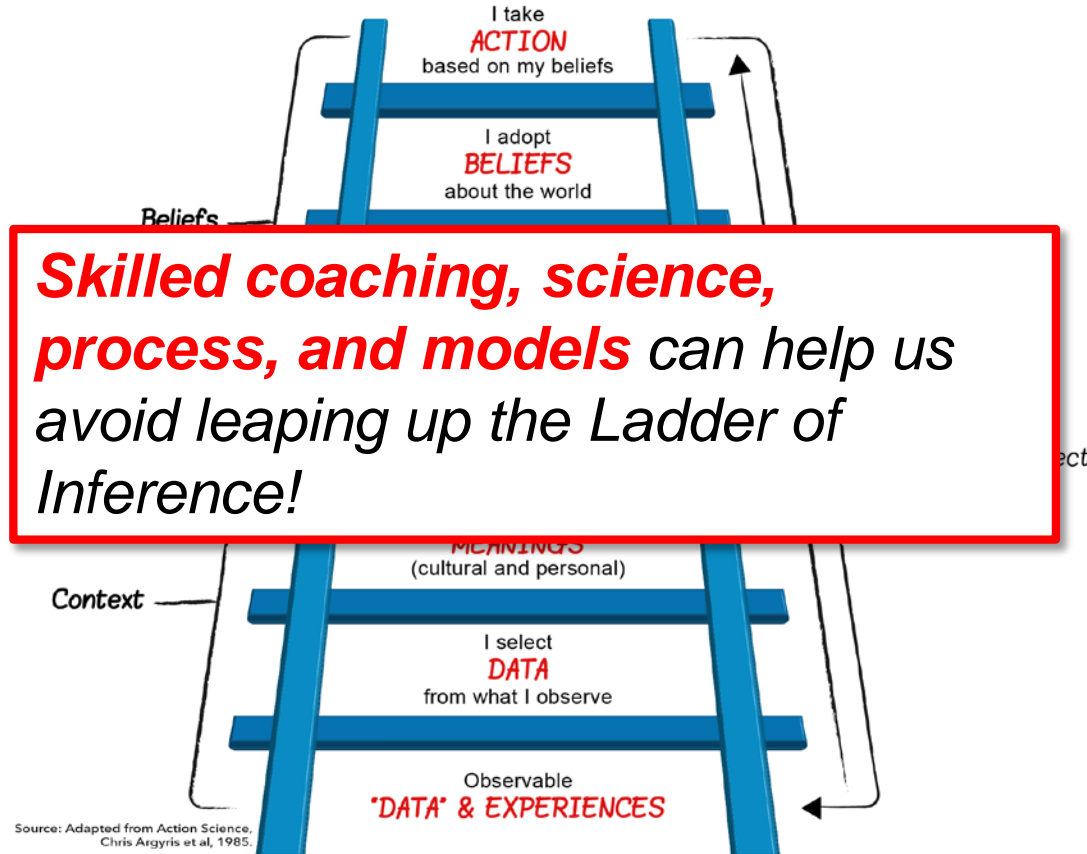 I take
ACTION
based on my beliefs
I adopt
BELIEFS
about the world
Beliefs
Skilled coaching, science,
process, and models can help us
avoid leaping up the Ladder of
Inference!
MEANINGS
(cultural and personal)
Context
I select
DATA
from what I observe
Observable
"DATA" & EXPERIENCES
Source: Adapted from Action Science,
Chris Argyris et al, 1985.